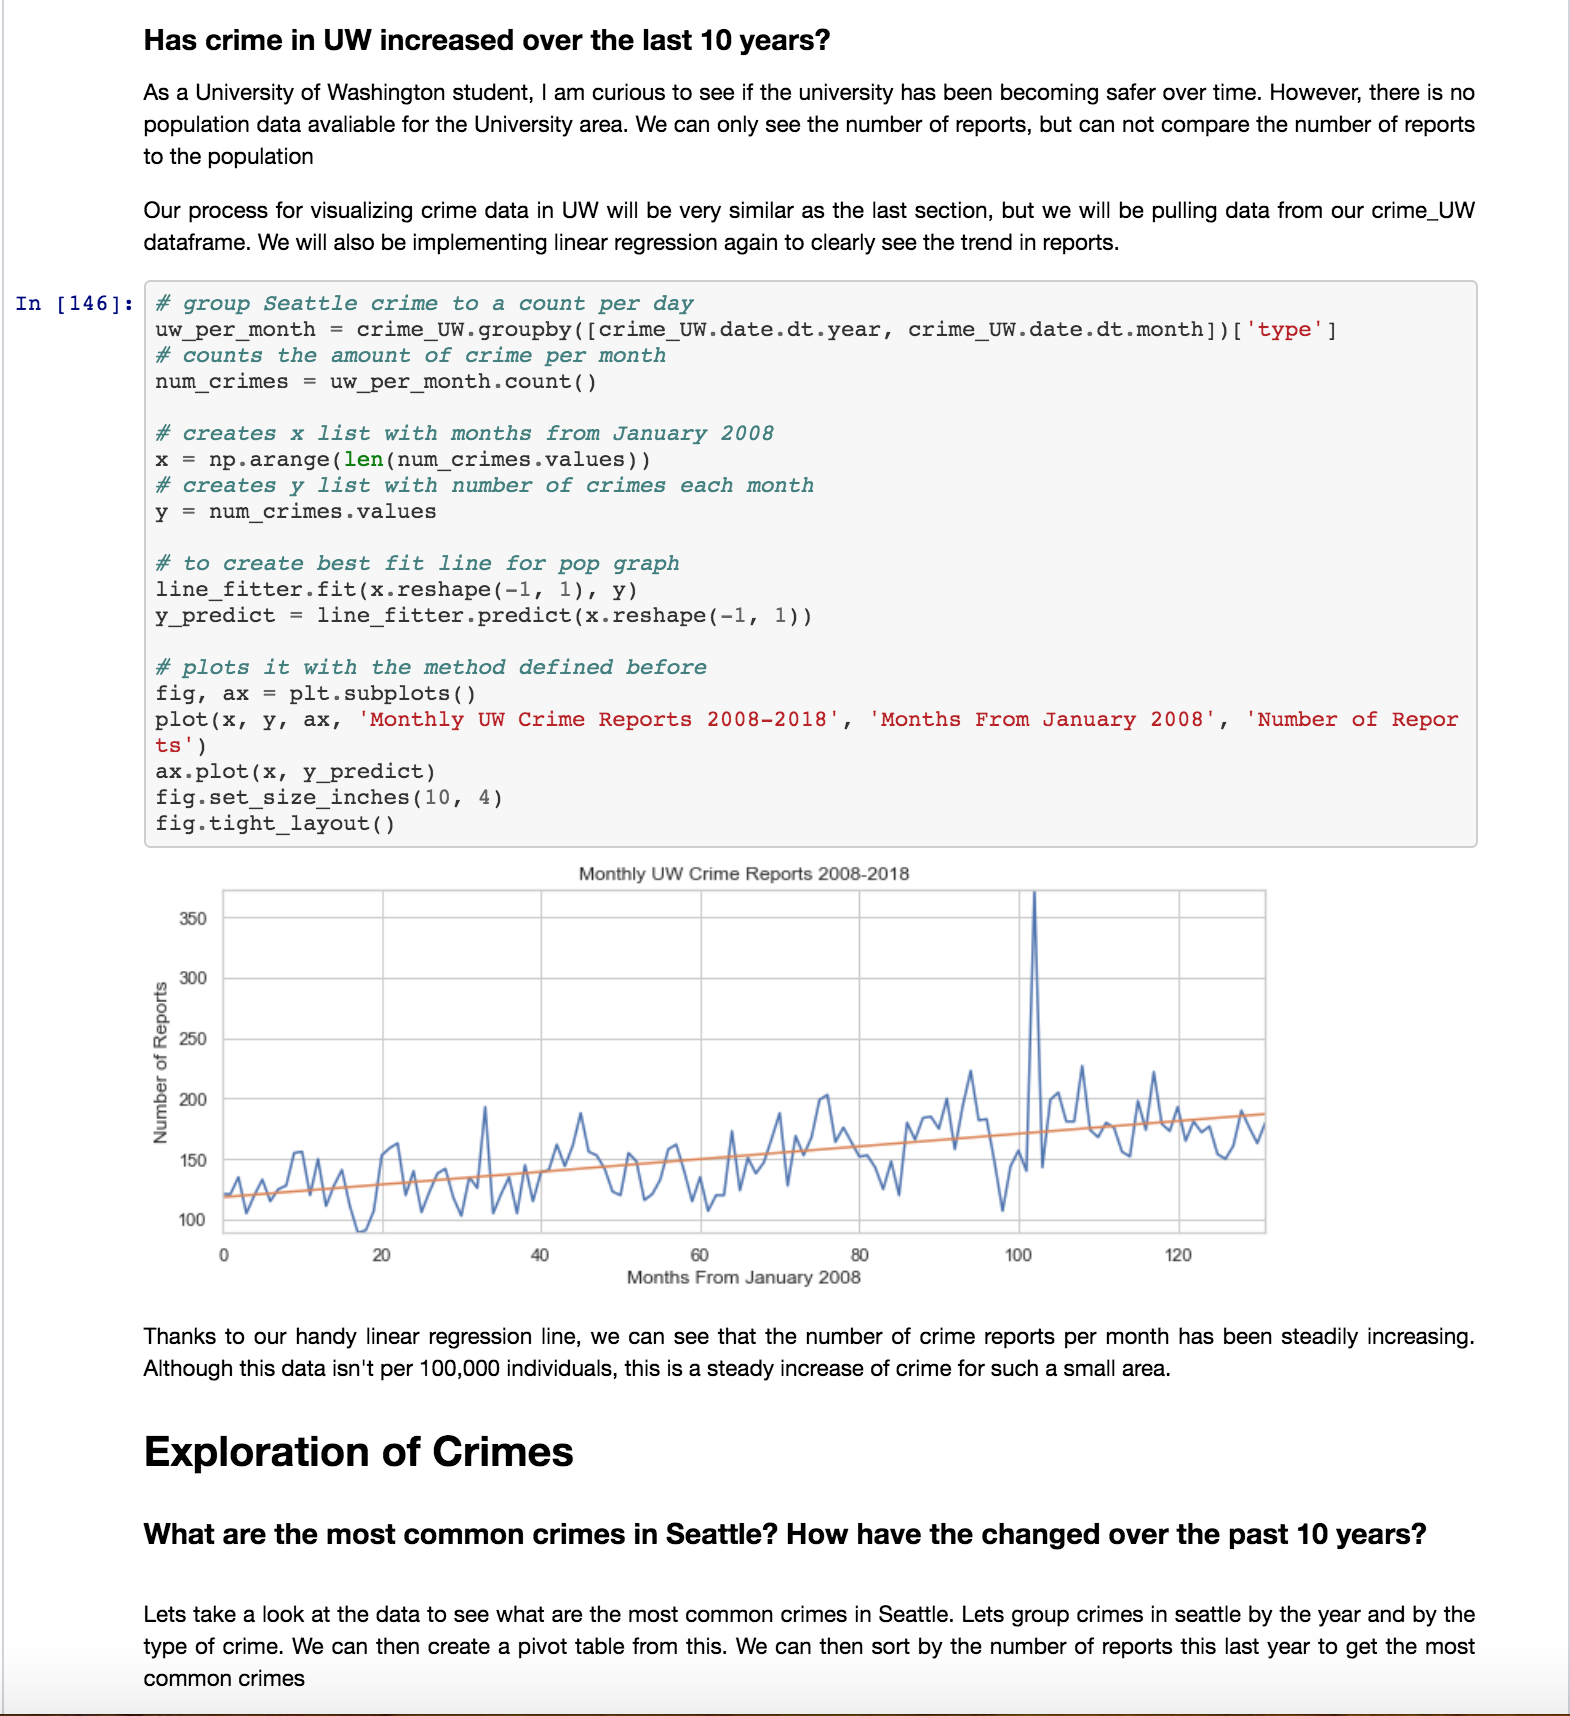 Has crime in UW increased over the last 10 years?
As a University of Washington student, I am curious to see if the university has been becoming safer over time. However, there is no
population data avaliable for the University area. We can only see the number of reports, but can not compare the number of reports
to the population
Our process for visualizing crime data in UW will be very similar as the last section, but we will be pulling data from our crime_UW
dataframe. We will also be implementing linear regression again to clearly see the trend in reports.
In [146]:
# group Seattle crime to a count per day
uw_per_month = crime_UW.groupby([crime_UW.date.dt.year, crime_UW.date.dt.month])['type']
# counts the amount of crime per month
num_crimes = uw_per_month.count()
# creates x list with months from January 2008
x = np.arange(len(num_crimes.values))
# creates y list with number of crimes each month
y = num_crimes.values
# to create best fit line for pop graph
line_fitter.fit(x.reshape(-1, 1), y)
y_predict = line_fitter.predict(x.reshape(-1, 1))
# plots it with the method defined before
fig, ax = plt.subplots()
plot(x, y, ax, 'Monthly UW Crime Reports 2008-2018', 'Months From January 2008', 'Number of Repor
ts')
ax.plot(x, y_predict)
fig.set_size_inches(10, 4)
fig.tight_layout()
Monthly UW Crime Reports 2008-2018
Number of Reports
350
300
250
200
150
100
0 20 40 60 80 100 120
Months From January 2008
Thanks to our handy linear regression line, we can see that the number of crime reports per month has been steadily increasing.
Although this data isn't per 100,000 individuals, this is a steady increase of crime for such a small area.
Exploration of Crimes
What are the most common crimes in Seattle? How have the changed over the past 10 years?
Lets take a look at the data to see what are the most common crimes in Seattle. Lets group crimes in seattle by the year and by the
type of crime. We can then create a pivot table from this. We can then sort by the number of reports this last year to get the most
common crimes